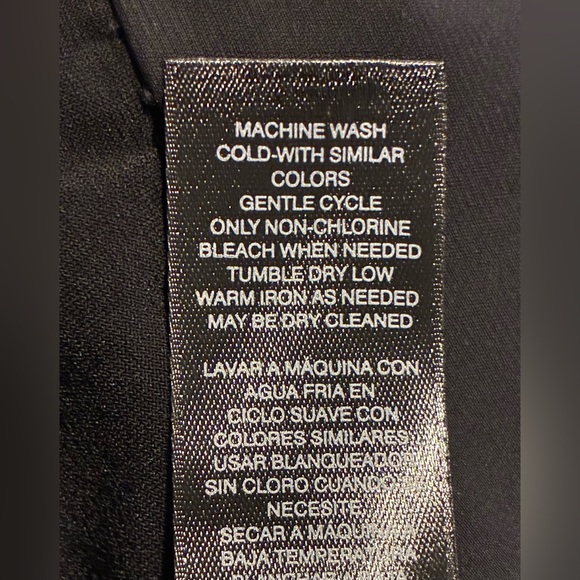 MACHINE WASH
COLD-WITH SIMILAR
COLORS
GENTLE CYCLE
ONLY NON-CHLORINE
BLEACH WHEN NEEDED
TUMBLE DRY LOW
WARM IRON AS NEEDED
MAY BE DRY CLEANED
LAVAR A MAQUINA CON
AGUA FRIA EN
CICLO SUAVE CON
COLORES SIMILARES
USAR
SIN CLORO
NECESITE
SECAR A
BAJA TEMPERATURA